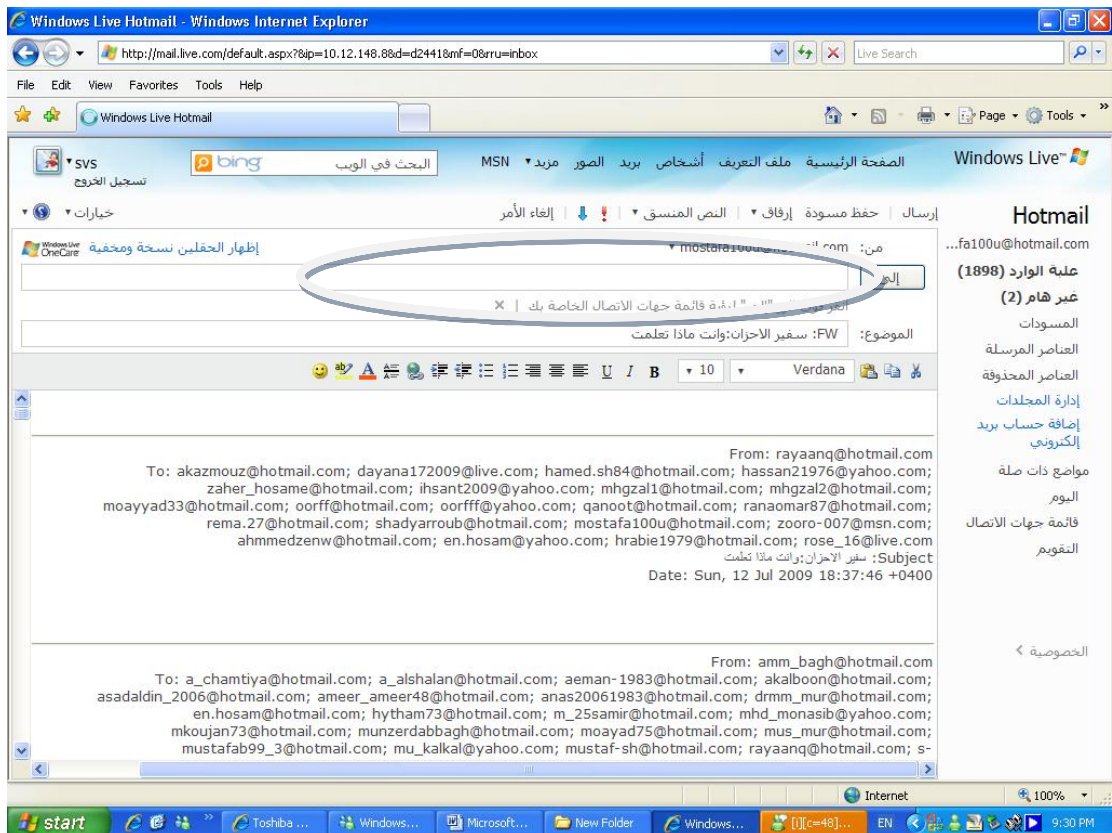 Windows Live Hotmail - Windows Internet Explorer
http://mail.live.com/default.aspx?&ip=10.12.148.8&d=d2441&mf=0&rru=inbox
Live Search
File Edit View Favorites Tools Help
Windows Live Hotmail
Page Tools
Windows Live™
الصفحة الرئيسية ملف التعريف أشخاص بريد الصور مزيد MSN
البحث في الويب
bing
svs
تسجيل الخروج
Hotmail
إرسال | حفظ مسودة إرفاق | النص المنسق | ! | إلغاء الأمر
خيارات
fa100u@hotmail.com...
من: mostafa100u@
إظهار الحقلين نسخة ومخفية
Windows Live OneCare
علبة الوارد (1898)
إلى
غير هام (2)
لرؤية قائمة جهات الاتصال الخاصة بك | ×
المسودات
الموضوع: FW: سفير الاحزان:وانت ماذا تعلمت
العناصر المرسلة
العناصر المحذوفة
Verdana 10 B I U
إدارة المجلدات
إضافة حساب بريد
إلكتروني
مواضع ذات صلة
اليوم
قائمة جهات الاتصال
التقويم
الخصوصية
From: rayaanq@hotmail.com
To: akazmouz@hotmail.com; dayana172009@live.com; hamed.sh84@hotmail.com; hassan21976@yahoo.com;
zaher_hosame@hotmail.com; ihsant2009@yahoo.com; mhgzal1@hotmail.com; mhgzal2@hotmail.com;
moayyad33@hotmail.com; oorff@hotmail.com; oorfff@yahoo.com; qanoot@hotmail.com; ranaomar87@hotmail.com;
rema.27@hotmail.com; shadyarroub@hotmail.com; mostafa100u@hotmail.com; zooro-007@msn.com;
ahmmedzenw@hotmail.com; en.hosam@yahoo.com; hrabie1979@hotmail.com; rose_16@live.com
Subject: سفير الاحزان:وانت ماذا تعلمت
Date: Sun, 12 Jul 2009 18:37:46 +0400
From: amm_bagh@hotmail.com
To: a_chamtiya@hotmail.com; a_alshalan@hotmail.com; aeman-1983@hotmail.com; akalboon@hotmail.com;
asadaldin_2006@hotmail.com; ameer_ameer48@hotmail.com; anas20061983@hotmail.com; drmm_mur@hotmail.com;
en.hosam@hotmail.com; hytham73@hotmail.com; m_25samir@hotmail.com; mhd_monasib@yahoo.com;
mkoujan73@hotmail.com; munzerdabbagh@hotmail.com; moayad75@hotmail.com; mus_mur@hotmail.com;
mustafab99_3@hotmail.com; mu_kalkal@yahoo.com; mustaf-sh@hotmail.com; rayaanq@hotmail.com; s-
Internet 100%
start Toshiba ... Windows... Microsoft... New Folder Windows... [i][c=48]... EN 9:30 PM